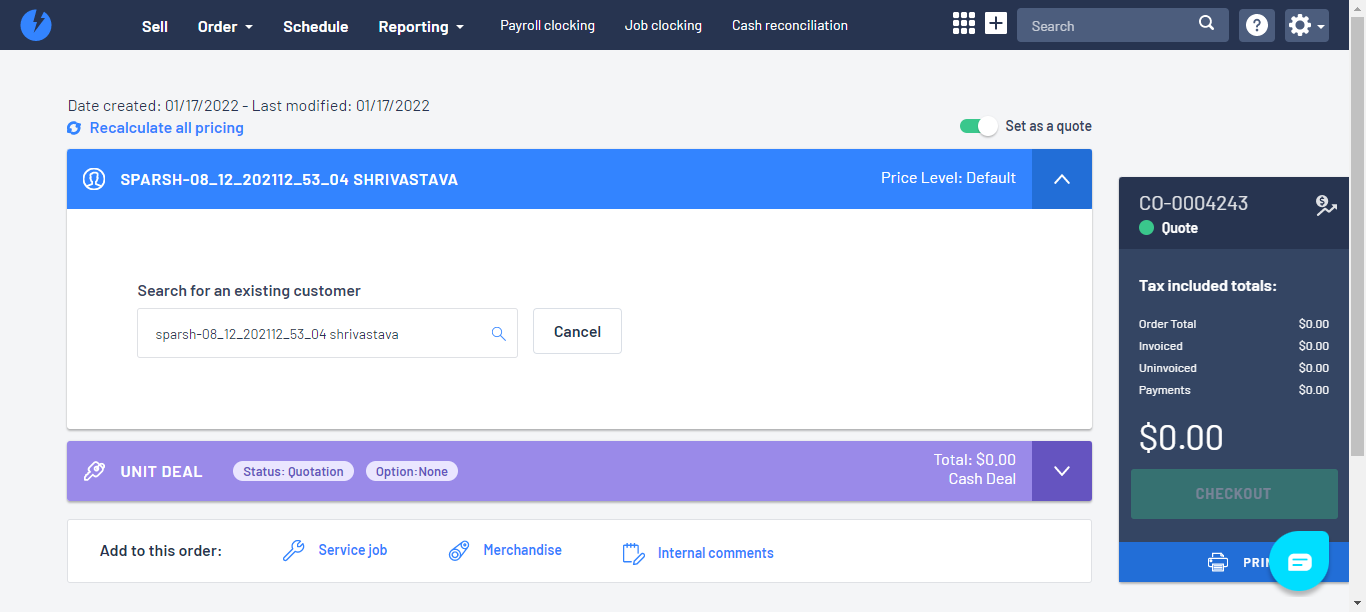 Sell Order Schedule Reporting Payroll clocking Job clocking Cash reconciliation Search
Date created: 01/17/2022 - Last modified: 01/17/2022
Recalculate all pricing
Set as a quote
SPARSH-08_12_202112_53_04 SHRIVASTAVA
Price Level: Default
Search for an existing customer
sparsh-08_12_202112_53_04 shrivastava
Cancel
UNIT DEAL
Status: Quotation
Option:None
Total: $0.00
Cash Deal
Add to this order:
Service job
Merchandise
Internal comments
CO-0004243
Quote
Tax included totals:
Order Total $0.00
Invoiced $0.00
Uninvoiced $0.00
Payments $0.00
$0.00
CHECKOUT